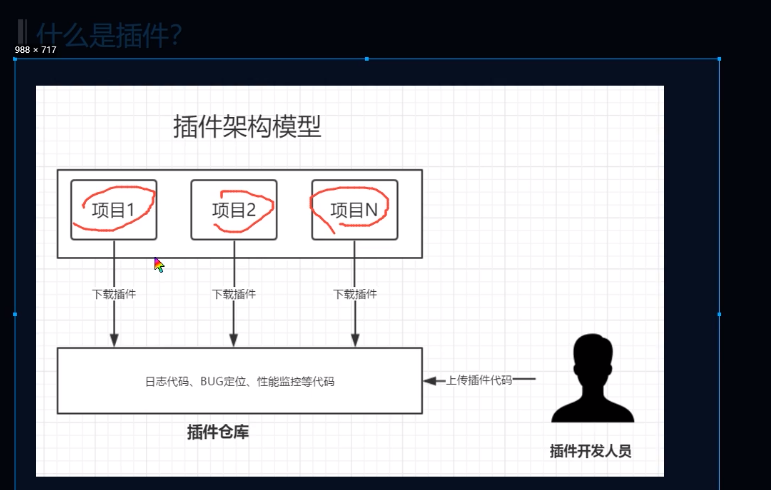 什么是插件?
988 × 717
插件架构模型
项目1
项目2
项目N
下载插件
下载插件
下载插件
日志代码、BUG定位、性能监控等代码
上传插件代码
插件仓库
插件开发人员